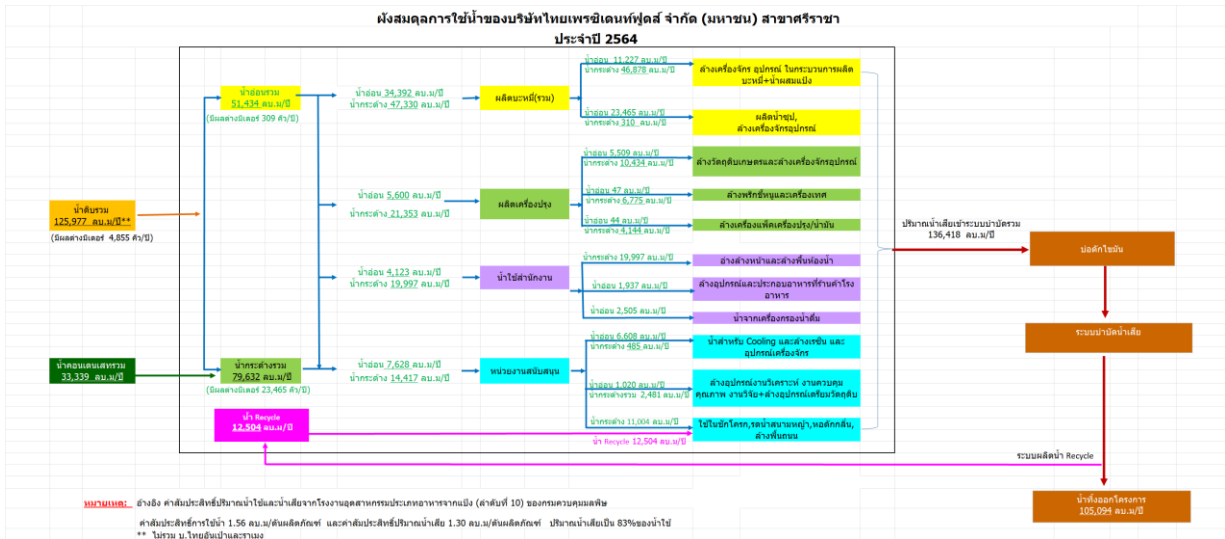 ผังสมดุลการใช้น้ำของบริษัทไทยเพรซิเดนท์ฟูดส์ จำกัด (มหาชน) สาขาศรีราชา
ประจำปี 2564
น้ำดิบรวม
125,977 ลบ.ม/ปี**
(มีผลต่างมิเตอร์ 4,855 คิว/ปี)
น้ำคอนเดนเสทรวม
33,339 ลบ.ม/ปี
น้ำอ่อนรวม
51,434 ลบ.ม/ปี
(มีผลต่างมิเตอร์ 309 คิว/ปี)
น้ำกระด้างรวม
79,632 ลบ.ม/ปี
(มีผลต่างมิเตอร์ 23,465 คิว/ปี)
น้ำ Recycle
12,504 ลบ.ม/ปี
น้ำอ่อน 34,392 ลบ.ม/ปี
น้ำกระด้าง 47,330 ลบ.ม/ปี
ผลิตบะหมี่(รวม)
น้ำอ่อน 11,227 ลบ.ม/ปี
น้ำกระด้าง 46,878 ลบ.ม/ปี
ล้างเครื่องจักร อุปกรณ์ ในกระบวนการผลิต
บะหมี่+น้ำผสมแป้ง
น้ำอ่อน 23,465 ลบ.ม/ปี
น้ำกระด้าง 310 ลบ.ม/ปี
ผลิตน้ำซุป,
ล้างเครื่องจักรอุปกรณ์
น้ำอ่อน 5,600 ลบ.ม/ปี
น้ำกระด้าง 21,353 ลบ.ม/ปี
ผลิตเครื่องปรุง
น้ำอ่อน 5,509 ลบ.ม/ปี
น้ำกระด้าง 10,434 ลบ.ม/ปี
ล้างวัตถุดิบเกษตรและล้างเครื่องจักรอุปกรณ์
น้ำอ่อน 47 ลบ.ม/ปี
น้ำกระด้าง 6,775 ลบ.ม/ปี
ล้างพริกขี้หนูและเครื่องเทศ
น้ำอ่อน 44 ลบ.ม/ปี
น้ำกระด้าง 4,144 ลบ.ม/ปี
ล้างเครื่องแพ็คเครื่องปรุง/น้ำมัน
น้ำอ่อน 4,123 ลบ.ม/ปี
น้ำกระด้าง 19,997 ลบ.ม/ปี
น้ำใช้สำนักงาน
น้ำกระด้าง 19,997 ลบ.ม/ปี
อ่างล้างหน้าและล้างพื้นห้องน้ำ
น้ำอ่อน 1,937 ลบ.ม/ปี
ล้างอุปกรณ์และประกอบอาหารที่ร้านค้าโรง
อาหาร
น้ำอ่อน 2,505 ลบ.ม/ปี
น้ำจากเครื่องกรองน้ำดื่ม
น้ำอ่อน 7,628 ลบ.ม/ปี
น้ำกระด้าง 14,417 ลบ.ม/ปี
หน่วยงานสนับสนุน
น้ำอ่อน 6,608 ลบ.ม/ปี
น้ำกระด้าง 485 ลบ.ม/ปี
น้ำสำหรับ Cooling และล้างเรซิน และ
อุปกรณ์เครื่องจักร
น้ำอ่อน 1.020 ลบ.ม/ปี
น้ำกระด้างรวม 2,481 ลบ.ม/ปี
ล้างอุปกรณ์งานวิเคราะห์ งานควบคุม
คุณภาพ งานวิจัย+ล้างอุปกรณ์เตรียมวัตถุดิบ
น้ำกระด้าง 11,004 ลบ.ม/ปี
น้ำ Recycle 12,504 ลบ.ม/ปี
ใช้ในชักโครก,รดน้ำสนามหญ้า,หอดักกลิ่น,
ล้างพื้นถนน
ปริมาณน้ำเสียเข้าระบบบำบัดรวม
136,418 ลบ.ม/ปี
บ่อดักไขมัน
ระบบบำบัดน้ำเสีย
ระบบผลิตน้ำ Recycle
น้ำทิ้งออกโครงการ
105,094 ลบ.ม/ปี
หมายเหตุ: อ้างอิง ค่าสัมประสิทธิ์ปริมาณน้ำใช้และน้ำเสียจากโรงงานอุตสาหกรรมประเภทอาหารจากแป้ง (ลำดับที่ 10) ของกรมควบคุมมลพิษ
ค่าสัมประสิทธิ์การใช้น้ำ 1.56 ลบ.ม/ตันผลิตภัณฑ์ และค่าสัมประสิทธิ์ปริมาณน้ำเสีย 1.30 ลบ.ม/ตันผลิตภัณฑ์ ปริมาณน้ำเสียเป็น 83%ของน้ำใช้
** ไม่รวม บ.ไทยอันเปาและราเมง